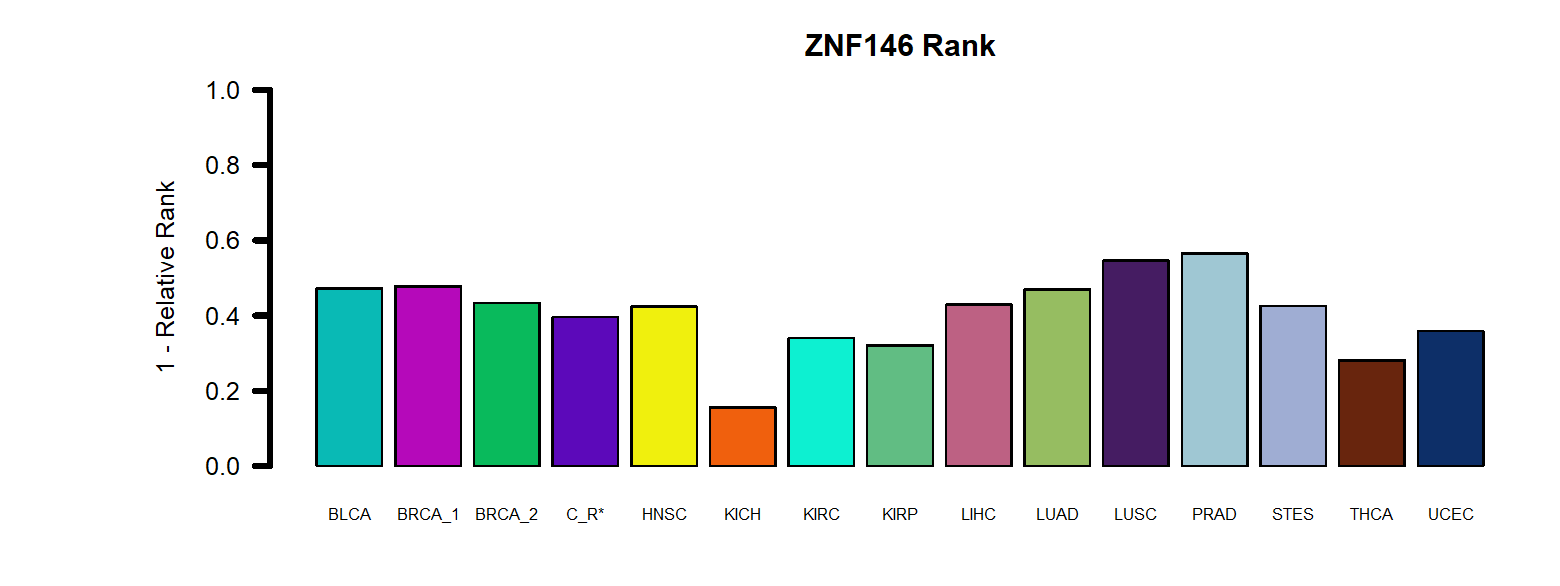 ZNF146 Rank
1 - Relative Rank
1.0
0.8
0.6
0.4
0.2
0.0
BLCA BRCA_1 BRCA_2 C_R* HNSC KICH KIRC KIRP LIHC LUAD LUSC PRAD STES THCA UCEC